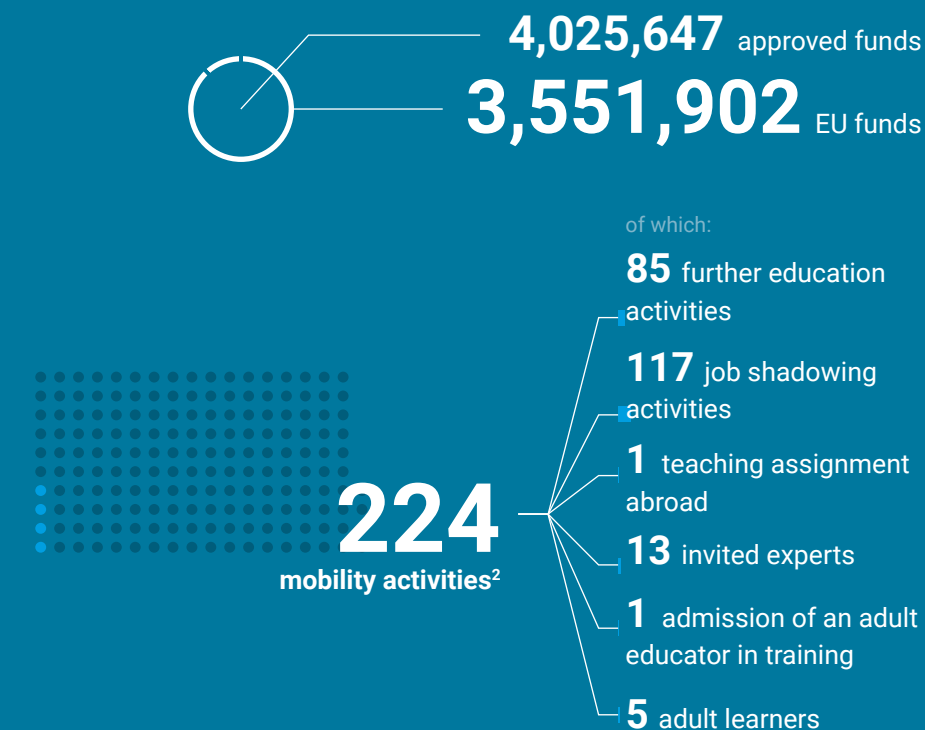 4,025,647 approved funds
3,551,902 EU funds
of which:
85 further education
activities
117 job shadowing
activities
1 teaching assignment
abroad
224
mobility activities²
13 invited experts
1 admission of an adult
educator in training
5 adult learners